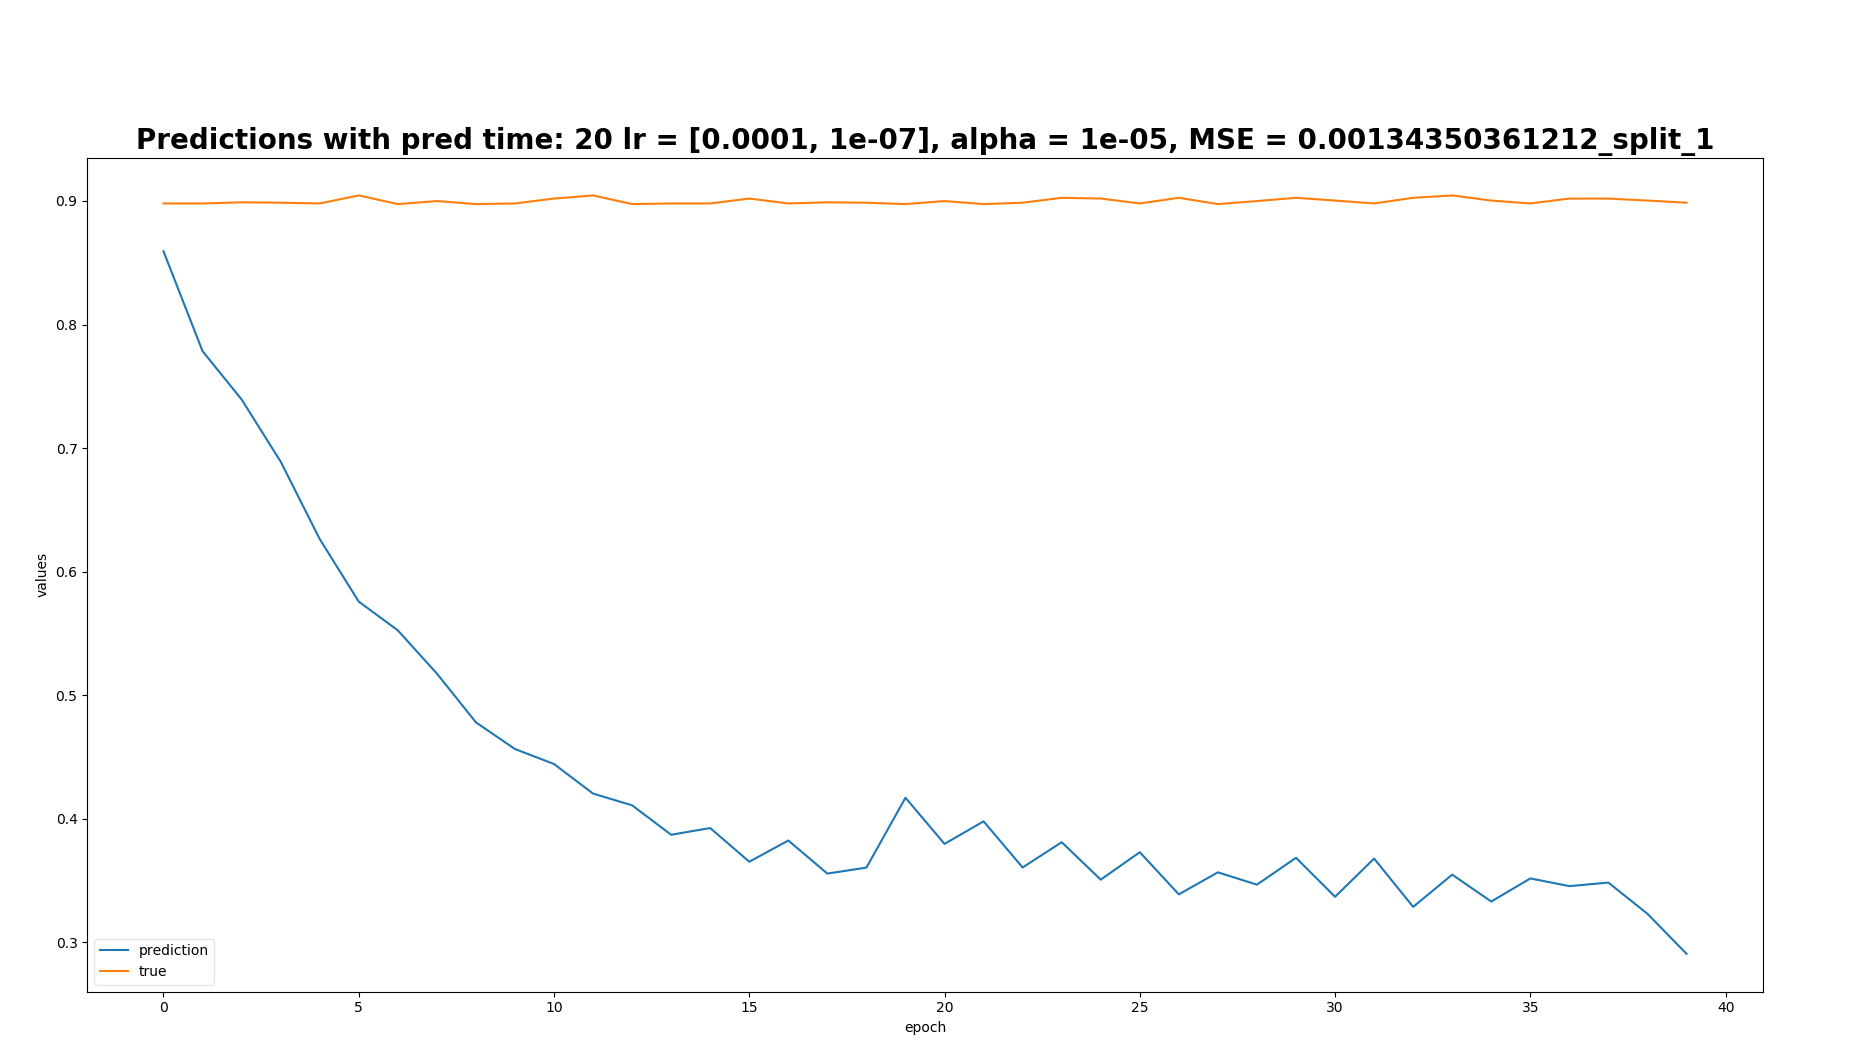 Predictions with pred time: 20 lr = [0.0001, 1e-07], alpha = 1e-05, MSE = 0.00134350361212_split_1
0.9
0.8
0.7
0.6
0.5
0.4
0.3
values
prediction
true
0 5 10 15 20 25 30 35 40
epoch